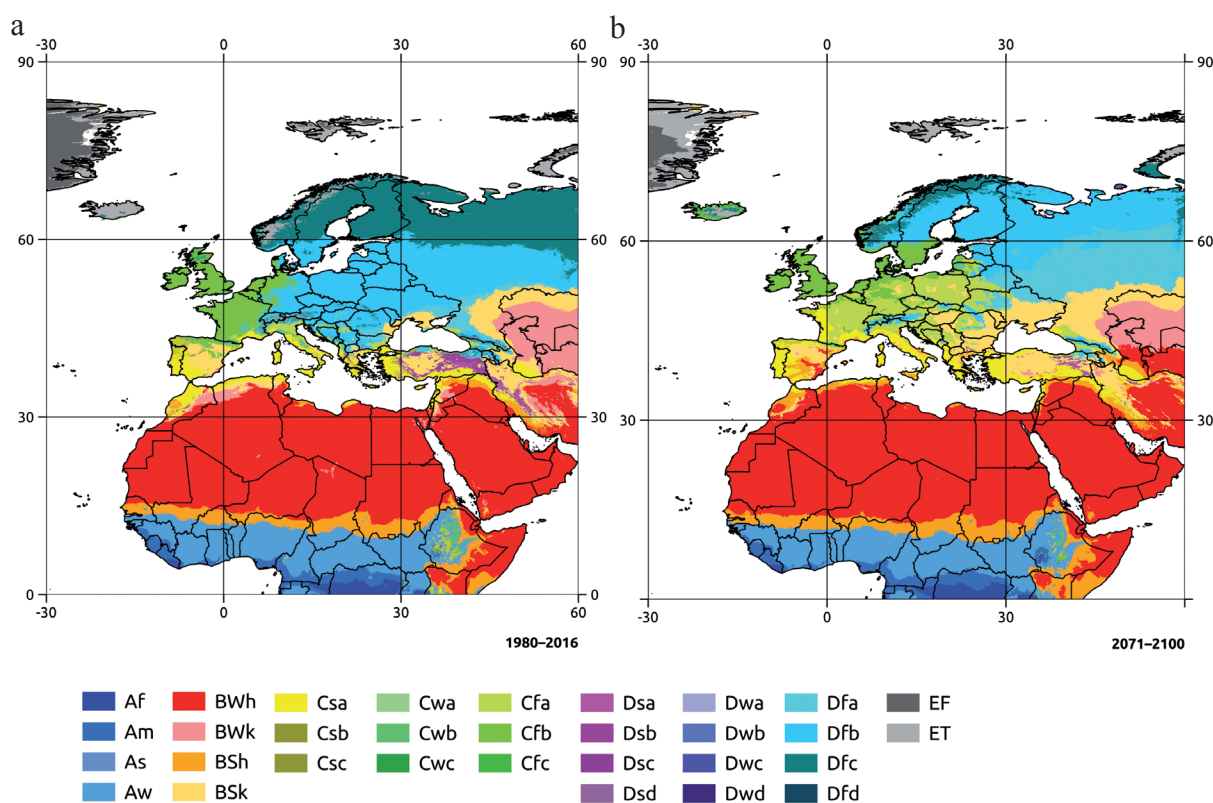 a b
-30 0 30 60 -30 30
90 90 90
60 60 60
30 30 30
0 0 0
-30 0 30 60 -30 0 30
1980–2016 2071–2100
Af BWh Csa Cwa Cfa Dsa Dwa Dfa EF
Am BWk Csb Cwb Cfb Dsb Dwb Dfb ET
As BSh Csc Cwc Cfc Dsc Dwc Dfc
Aw BSk Dsd Dwd Dfd